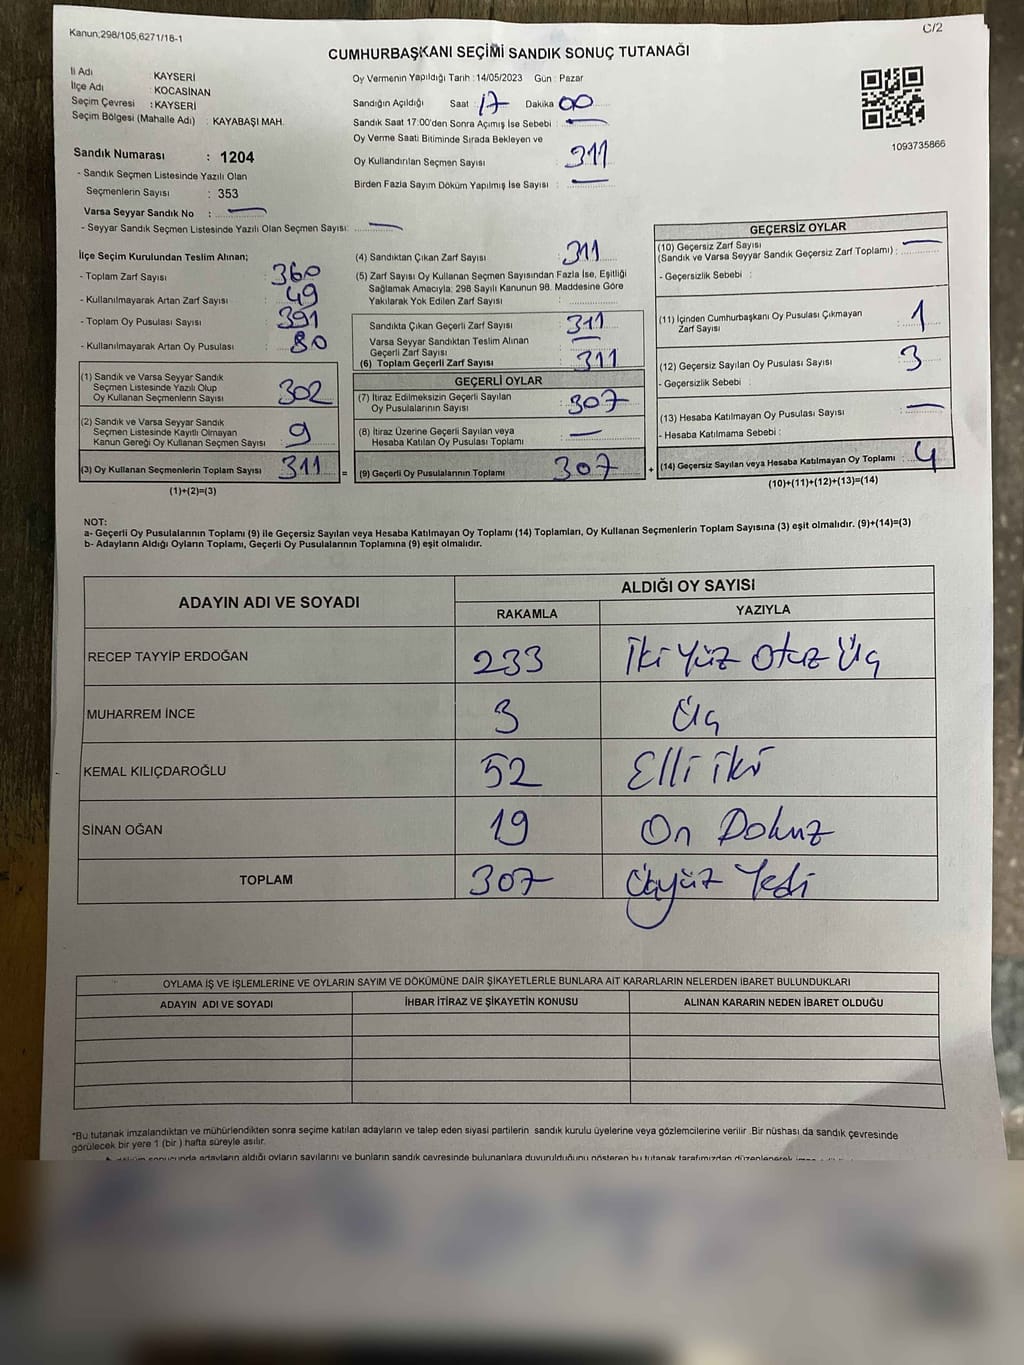 Kanun;298/105,6271/18-1
C/2
CUMHURBAŞKANI SEÇİMİ SANDIK SONUÇ TUTANAĞI
İl Adı KAYSERİ
İlçe Adı : KOCASİNAN
Seçim Çevresi : KAYSERİ
Seçim Bölgesi (Mahalle Adı) : KAYABAŞI MAH.
Sandık Numarası : 1204
- Sandık Seçmen Listesinde Yazılı Olan
Seçmenlerin Sayısı : 353
Varsa Seyyar Sandık No :
- Seyyar Sandık Seçmen Listesinde Yazılı Olan Seçmen Sayısı:
Oy Vermenin Yapıldığı Tarih : 14/05/2023 Gün : Pazar
Sandığın Açıldığı Saat : 17 Dakika 00
Sandık Saat 17:00'den Sonra Açımış İse Sebebi :
Oy Verme Saati Bitiminde Sırada Bekleyen ve
Oy Kullandırılan Seçmen Sayısı : 311
Birden Fazla Sayım Döküm Yapılmış İse Sayısı :
1093735866
İlçe Seçim Kurulundan Teslim Alınan;
- Toplam Zarf Sayısı : 360
- Kullanılmayarak Artan Zarf Sayısı : 49
- Toplam Oy Pusulası Sayısı : 391
- Kullanılmayarak Artan Oy Pusulası : 80
(1) Sandık ve Varsa Seyyar Sandık
Seçmen Listesinde Yazılı Olup
Oy Kullanan Seçmenlerin Sayısı : 302
(2) Sandık ve Varsa Seyyar Sandık
Seçmen Listesinde Kayıtlı Olmayan
Kanun Gereği Oy Kullanan Seçmen Sayısı : 9
(3) Oy Kullanan Seçmenlerin Toplam Sayısı : 311 =
(1)+(2)=(3)
(4) Sandıktan Çıkan Zarf Sayısı : 311
(5) Zarf Sayısı Oy Kullanan Seçmen Sayısından Fazla İse, Eşitliği
Sağlamak Amacıyla; 298 Sayılı Kanunun 98. Maddesine Göre
Yakılarak Yok Edilen Zarf Sayısı :
Sandıkta Çıkan Geçerli Zarf Sayısı : 311
Varsa Seyyar Sandıktan Teslim Alınan
Geçerli Zarf Sayısı :
(6) Toplam Geçerli Zarf Sayısı : 311
GEÇERLİ OYLAR
(7) İtiraz Edilmeksizin Geçerli Sayılan
Oy Pusulalarının Sayısı : 307
(8) İtiraz Üzerine Geçerli Sayılan veya
Hesaba Katılan Oy Pusulası Toplamı :
(9) Geçerli Oy Pusulalarının Toplamı : 307 +
GEÇERSİZ OYLAR
(10) Geçersiz Zarf Sayısı
(Sandık ve Varsa Seyyar Sandık Geçersiz Zarf Toplamı) :
- Geçersizlik Sebebi :
(11) İçinden Cumhurbaşkanı Oy Pusulası Çıkmayan
Zarf Sayısı : 1
(12) Geçersiz Sayılan Oy Pusulası Sayısı : 3
- Geçersizlik Sebebi :
(13) Hesaba Katılmayan Oy Pusulası Sayısı :
- Hesaba Katılmama Sebebi :
(14) Geçersiz Sayılan veya Hesaba Katılmayan Oy Toplamı : 4
(10)+(11)+(12)+(13)=(14)
NOT:
a- Geçerli Oy Pusulalarının Toplamı (9) ile Geçersiz Sayılan veya Hesaba Katılmayan Oy Toplamı (14) Toplamları, Oy Kullanan Seçmenlerin Toplam Sayısına (3) eşit olmalıdır. (9)+(14)=(3)
b- Adayların Aldığı Oyların Toplamı, Geçerli Oy Pusulalarının Toplamına (9) eşit olmalıdır.
ADAYIN ADI VE SOYADI
ALDIĞI OY SAYISI
RAKAMLA YAZIYLA
RECEP TAYYİP ERDOĞAN 233 İki Yüz Otuz Üç
MUHARREM İNCE 3 Üç
KEMAL KILIÇDAROĞLU 52 Elli iki
SİNAN OĞAN 19 On Dokuz
TOPLAM 307 Üçyüz Yedi
OYLAMA İŞ VE İŞLEMLERİNE VE OYLARIN SAYIM VE DÖKÜMÜNE DAİR ŞİKAYETLERLE BUNLARA AİT KARARLARIN NELERDEN İBARET BULUNDUKLARI
ADAYIN ADI VE SOYADI İHBAR İTİRAZ VE ŞİKAYETİN KONUSU ALINAN KARARIN NEDEN İBARET OLDUĞU
*Bu tutanak imzalandıktan ve mühürlendikten sonra seçime katılan adayların ve talep eden siyasi partilerin sandık kurulu üyelerine veya gözlemcilerine verilir .Bir nüshası da sandık çevresinde
görülecek bir yere 1 (bir ) hafta süreyle asılır.
sonucunda adayların aldığı oyların sayılarını ve bunların sandık çevresinde bulunanlara duyurulduğunu gösteren bu tutanak tarafımızdan düzenlenerek